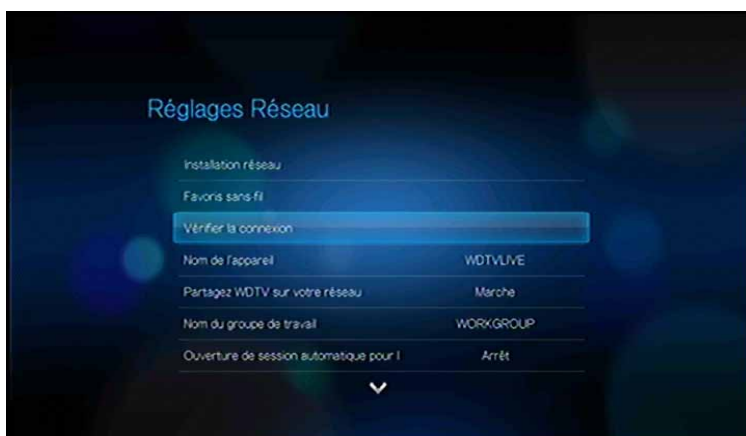 Réglages Réseau
Installation réseau
Favoris sans-fil
Vérifier la connexion
Nom de l'appareil WDTVLIVE
Partagez WDTV sur votre réseau Marche
Nom du groupe de travail WORKGROUP
Ouverture de session automatique pour l Arrêt